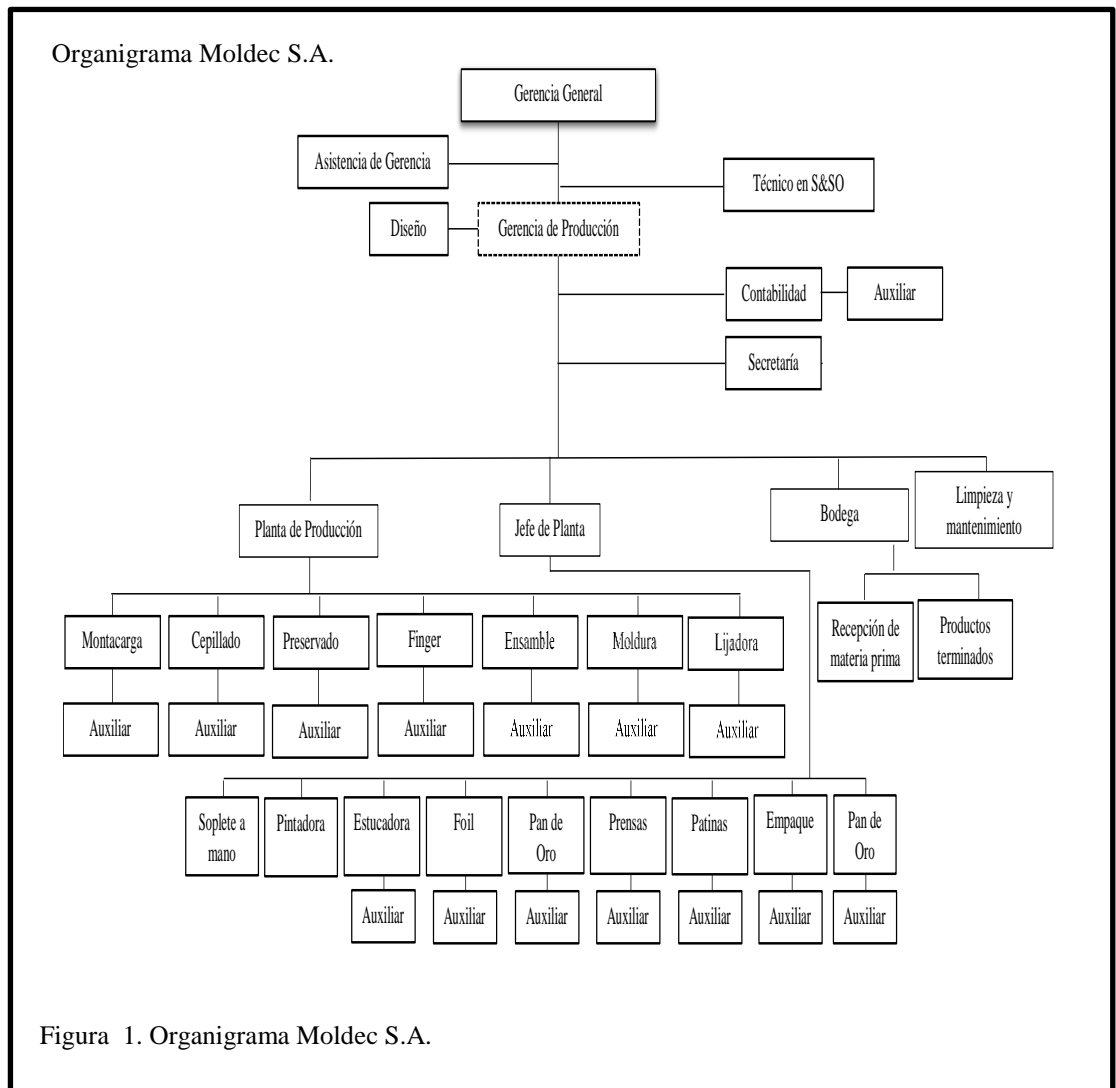 Organigrama Moldec S.A.
Gerencia General
Asistencia de Gerencia
Técnico en S&SO
Diseño
Gerencia de Producción
Contabilidad
Auxiliar
Secretaría
Planta de Producción
Jefe de Planta
Bodega
Limpieza y
mantenimiento
Recepción de
materia prima
Productos
terminados
Montacarga
Cepillado
Preservado
Finger
Ensamble
Moldura
Lijadora
Auxiliar
Auxiliar
Auxiliar
Auxiliar
Auxiliar
Auxiliar
Auxiliar
Soplete a
mano
Pintadora
Estucadora
Foil
Pan de
Oro
Prensas
Patinas
Empaque
Pan de
Oro
Auxiliar
Auxiliar
Auxiliar
Auxiliar
Auxiliar
Auxiliar
Auxiliar
Figura 1. Organigrama Moldec S.A.